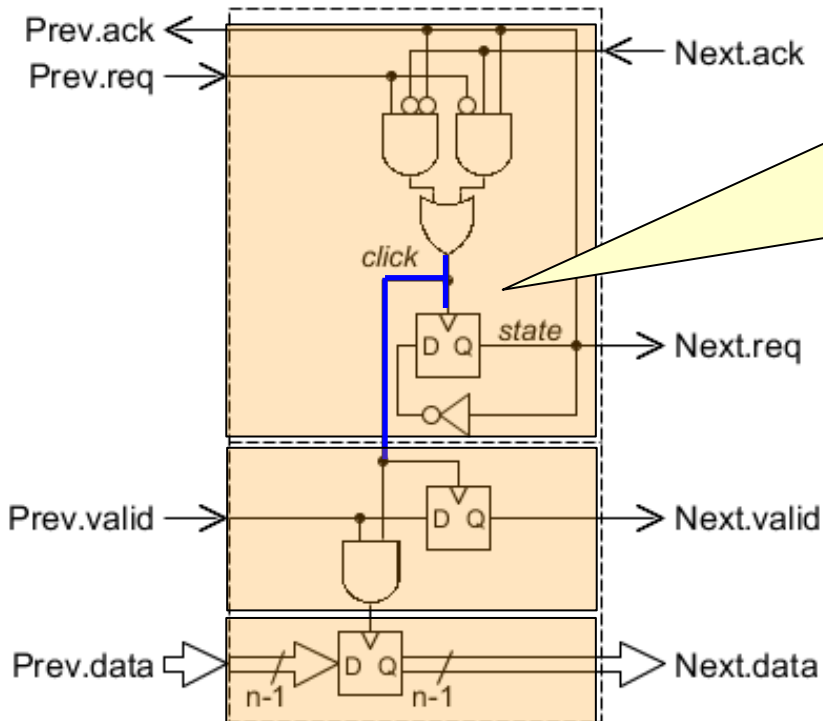 Prev.ack
Next.ack
Prev.req
click
D Q
state
Next.req
Prev.valid
D Q
Next.valid
Prev.data
D Q
Next.data
n-1
n-1